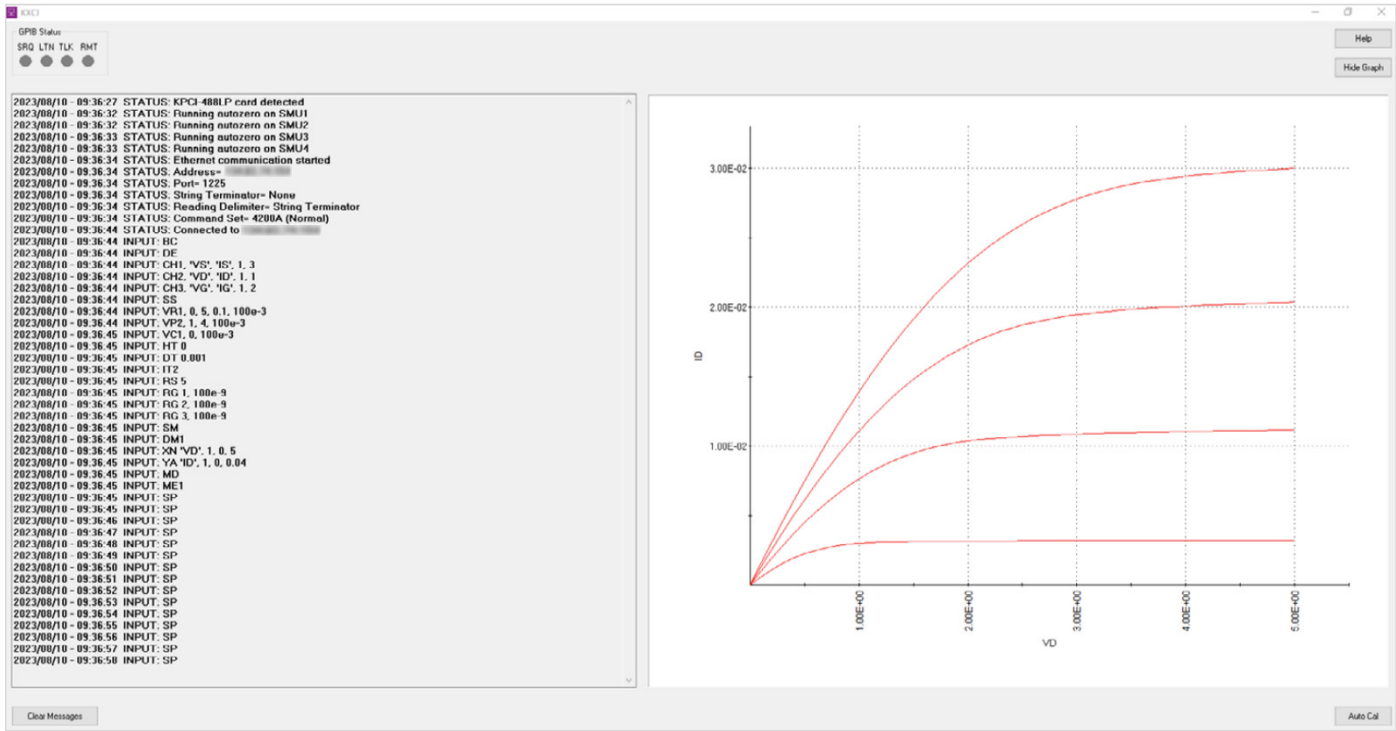 KXCI
GPIB Status
SRQ LTN TLK RMT
Help
Hide Graph
2023/08/10 - 09:36:27 STATUS: KPCI-488LP card detected
2023/08/10 - 09:36:32 STATUS: Running autozero on SMU1
2023/08/10 - 09:36:32 STATUS: Running autozero on SMU2
2023/08/10 - 09:36:33 STATUS: Running autozero on SMU3
2023/08/10 - 09:36:33 STATUS: Running autozero on SMU4
2023/08/10 - 09:36:34 STATUS: Ethernet communication started
2023/08/10 - 09:36:34 STATUS: Address=
2023/08/10 - 09:36:34 STATUS: Port= 1225
2023/08/10 - 09:36:34 STATUS: String Terminator= None
2023/08/10 - 09:36:34 STATUS: Reading Delimiter= String Terminator
2023/08/10 - 09:36:34 STATUS: Command Set= 4200A (Normal)
2023/08/10 - 09:36:44 STATUS: Connected to
2023/08/10 - 09:36:44 INPUT: BC
2023/08/10 - 09:36:44 INPUT: DE
2023/08/10 - 09:36:44 INPUT: CH1, 'VS', 'IS', 1, 3
2023/08/10 - 09:36:44 INPUT: CH2, 'VD', 'ID', 1, 1
2023/08/10 - 09:36:44 INPUT: CH3, 'VG', 'IG', 1, 2
2023/08/10 - 09:36:44 INPUT: SS
2023/08/10 - 09:36:44 INPUT: VR1, 0, 5, 0.1, 100e-3
2023/08/10 - 09:36:44 INPUT: VP2, 1, 4, 100e-3
2023/08/10 - 09:36:45 INPUT: VC1, 0, 100e-3
2023/08/10 - 09:36:45 INPUT: HT 0
2023/08/10 - 09:36:45 INPUT: DT 0.001
2023/08/10 - 09:36:45 INPUT: IT2
2023/08/10 - 09:36:45 INPUT: RS 5
2023/08/10 - 09:36:45 INPUT: RG 1, 100e-9
2023/08/10 - 09:36:45 INPUT: RG 2, 100e-9
2023/08/10 - 09:36:45 INPUT: RG 3, 100e-9
2023/08/10 - 09:36:45 INPUT: SM
2023/08/10 - 09:36:45 INPUT: DM1
2023/08/10 - 09:36:45 INPUT: XN 'VD', 1, 0, 5
2023/08/10 - 09:36:45 INPUT: YA 'ID', 1, 0, 0.04
2023/08/10 - 09:36:45 INPUT: MD
2023/08/10 - 09:36:45 INPUT: ME1
2023/08/10 - 09:36:45 INPUT: SP
2023/08/10 - 09:36:45 INPUT: SP
2023/08/10 - 09:36:46 INPUT: SP
2023/08/10 - 09:36:47 INPUT: SP
2023/08/10 - 09:36:48 INPUT: SP
2023/08/10 - 09:36:49 INPUT: SP
2023/08/10 - 09:36:50 INPUT: SP
2023/08/10 - 09:36:51 INPUT: SP
2023/08/10 - 09:36:52 INPUT: SP
2023/08/10 - 09:36:53 INPUT: SP
2023/08/10 - 09:36:54 INPUT: SP
2023/08/10 - 09:36:55 INPUT: SP
2023/08/10 - 09:36:56 INPUT: SP
2023/08/10 - 09:36:57 INPUT: SP
2023/08/10 - 09:36:58 INPUT: SP
3.00E-02
2.00E-02
1.00E-02
ID
1.00E+00
2.00E+00
3.00E+00
4.00E+00
5.00E+00
VD
Clear Messages
Auto Cal